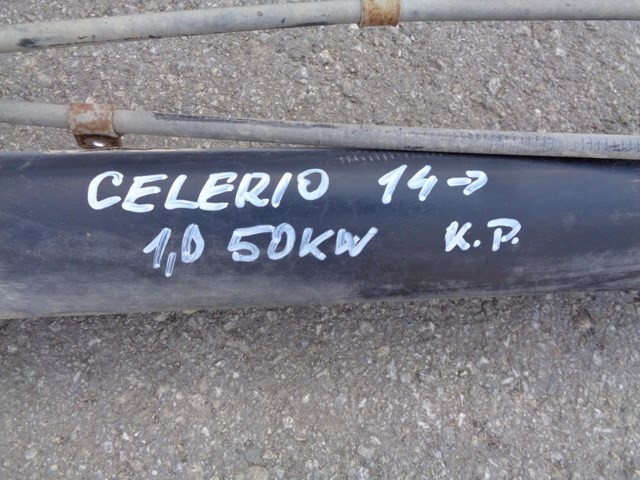 CELERIO 14->
1,0 50KW K.P.